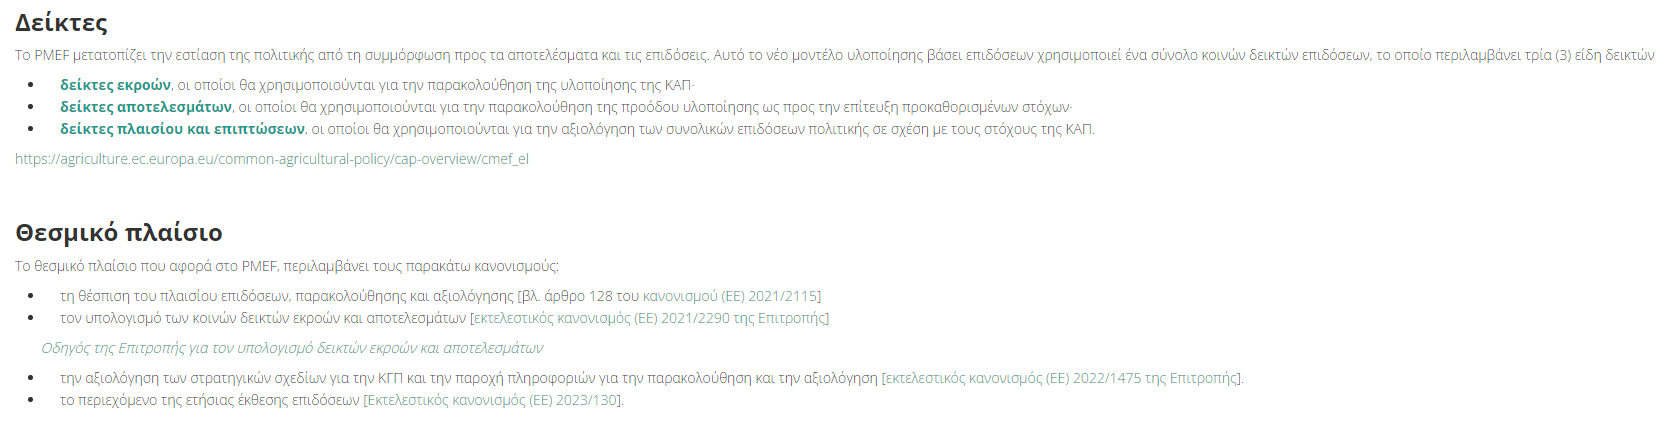 Δείκτες
Το PMEF μετατοπίζει την εστίαση της πολιτικής από τη συμμόρφωση προς τα αποτελέσματα και τις επιδόσεις. Αυτό το νέο μοντέλο υλοποίησης βάσει επιδόσεων χρησιμοποιεί ένα σύνολο κοινών δεικτών επιδόσεων, το οποίο περιλαμβάνει τρία (3) είδη δεικτών
• δείκτες εκροών, οι οποίοι θα χρησιμοποιούνται για την παρακολούθηση της υλοποίησης της ΚΑΠ·
• δείκτες αποτελεσμάτων, οι οποίοι θα χρησιμοποιούνται για την παρακολούθηση της προόδου υλοποίησης ως προς την επίτευξη προκαθορισμένων στόχων·
• δείκτες πλαισίου και επιπτώσεων, οι οποίοι θα χρησιμοποιούνται για την αξιολόγηση των συνολικών επιδόσεων πολιτικής σε σχέση με τους στόχους της ΚΑΠ.
https://agriculture.ec.europa.eu/common-agricultural-policy/cap-overview/cmef_el
Θεσμικό πλαίσιο
Το θεσμικό πλαίσιο που αφορά στο PMEF, περιλαμβάνει τους παρακάτω κανονισμούς:
• τη θέσπιση του πλαισίου επιδόσεων, παρακολούθησης και αξιολόγησης [βλ. άρθρο 128 του κανονισμού (ΕΕ) 2021/2115]
• τον υπολογισμό των κοινών δεικτών εκροών και αποτελεσμάτων [εκτελεστικός κανονισμός (ΕΕ) 2021/2290 της Επιτροπής]
Οδηγός της Επιτροπής για τον υπολογισμό δεικτών εκροών και αποτελεσμάτων
• την αξιολόγηση των στρατηγικών σχεδίων για την ΚΓΠ και την παροχή πληροφοριών για την παρακολούθηση και την αξιολόγηση [εκτελεστικός κανονισμός (ΕΕ) 2022/1475 της Επιτροπής].
• το περιεχόμενο της ετήσιας έκθεσης επιδόσεων [Εκτελεστικός κανονισμός (ΕΕ) 2023/130].